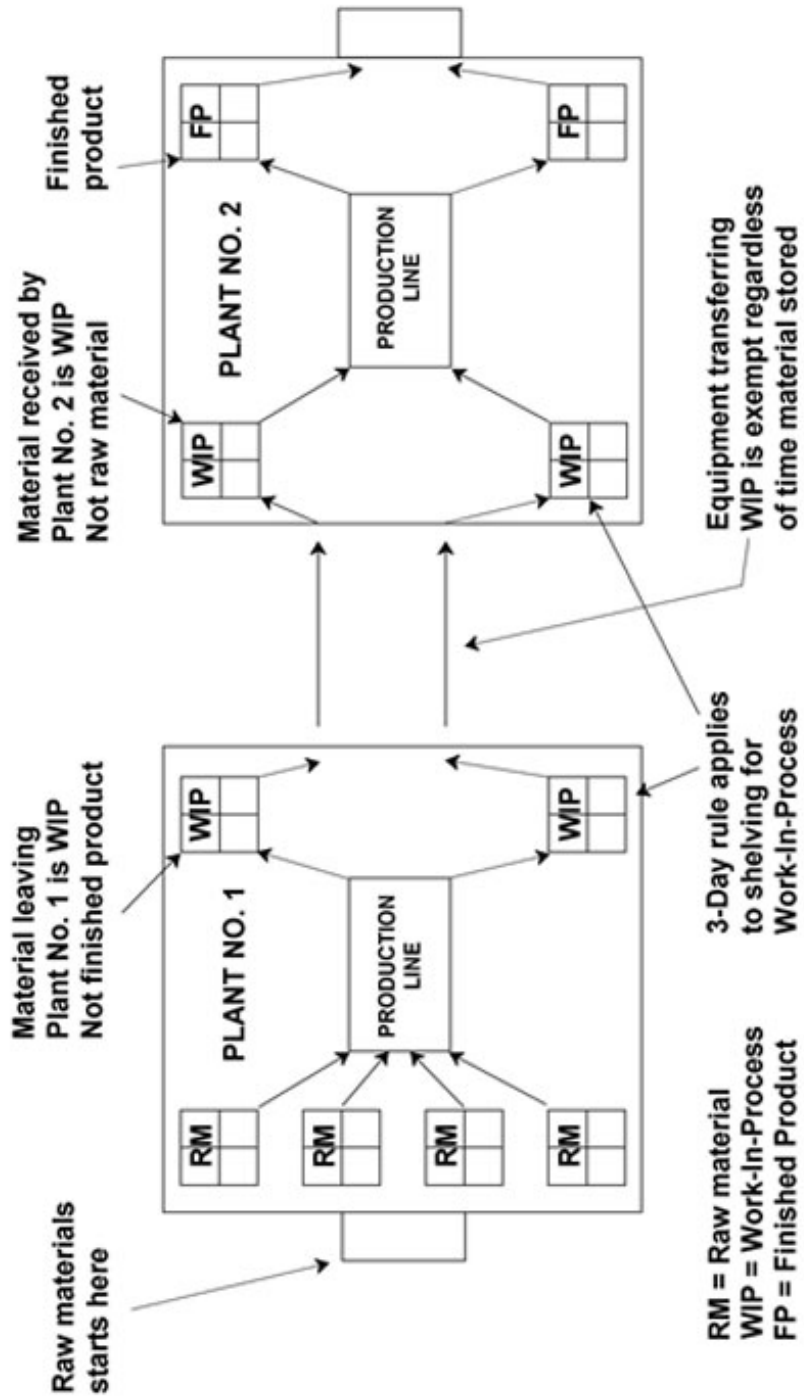 Raw materials
starts here
Material leaving
Plant No. 1 is WIP
Not finished product
Material received by
Plant No. 2 is WIP
Not raw material
Finished
product
PLANT NO. 1
RM
RM
RM
RM
PRODUCTION
LINE
WIP
WIP
PLANT NO. 2
WIP
WIP
PRODUCTION
LINE
FP
FP
RM = Raw material
WIP = Work-In-Process
FP = Finished Product
3-Day rule applies
to shelving for
Work-In-Process
Equipment transferring
WIP is exempt regardless
of time material stored